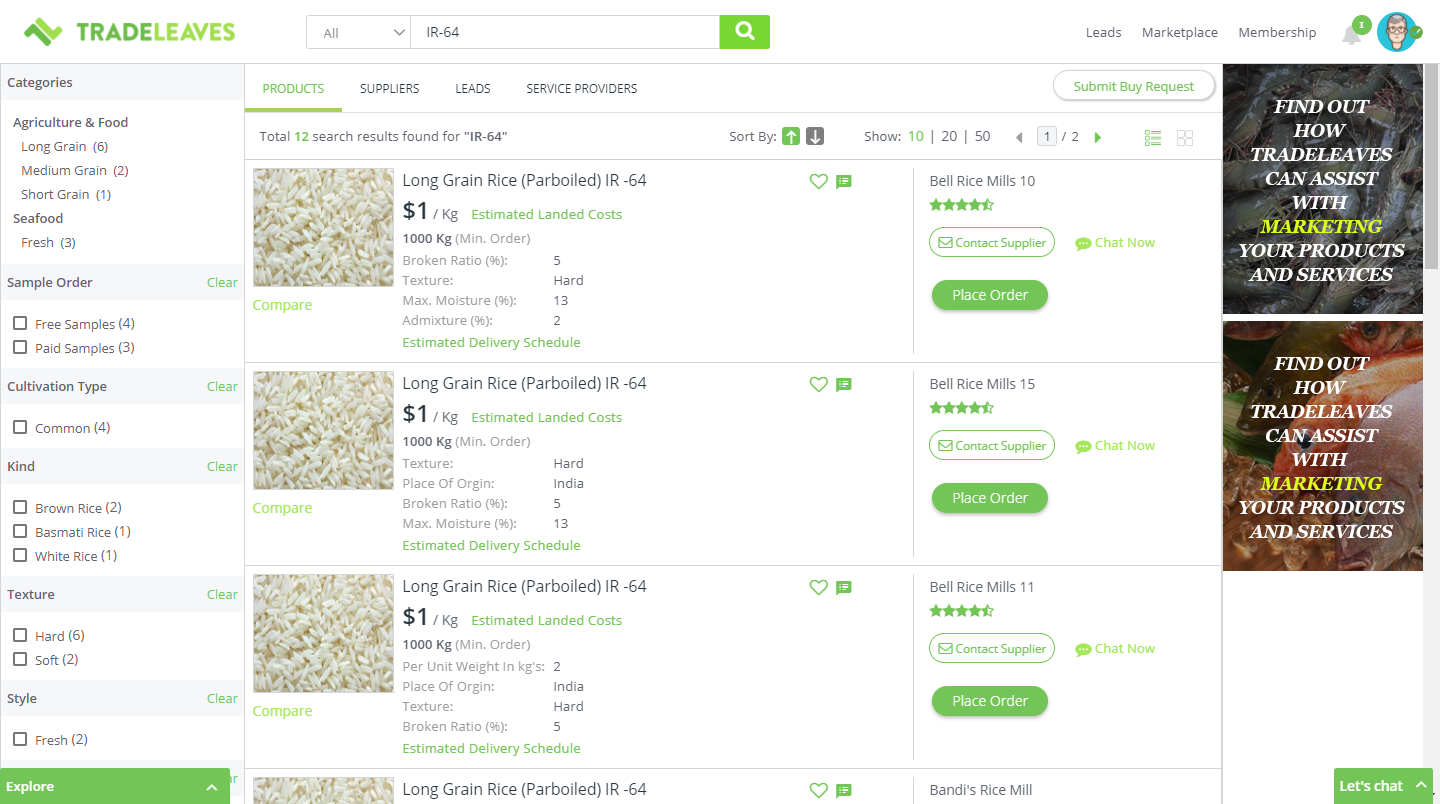 TRADELEAVES
All
IR-64
Leads Marketplace Membership
1
Categories
Agriculture & Food
Long Grain (6)
Medium Grain (2)
Short Grain (1)
Seafood
Fresh (3)
Sample Order Clear
Free Samples (4)
Paid Samples (3)
Cultivation Type Clear
Common (4)
Kind Clear
Brown Rice (2)
Basmati Rice (1)
White Rice (1)
Texture Clear
Hard (6)
Soft (2)
Style Clear
Fresh (2)
Explore
PRODUCTS SUPPLIERS LEADS SERVICE PROVIDERS
Submit Buy Request
Total 12 search results found for "IR-64"
Sort By:
Show: 10 | 20 | 50
1 / 2
Long Grain Rice (Parboiled) IR -64
$1 / Kg Estimated Landed Costs
1000 Kg (Min. Order)
Broken Ratio (%): 5
Texture: Hard
Max. Moisture (%): 13
Admixture (%): 2
Estimated Delivery Schedule
Compare
Bell Rice Mills 10
Contact Supplier Chat Now
Place Order
Long Grain Rice (Parboiled) IR -64
$1 / Kg Estimated Landed Costs
1000 Kg (Min. Order)
Texture: Hard
Place Of Orgin: India
Broken Ratio (%): 5
Max. Moisture (%): 13
Estimated Delivery Schedule
Compare
Bell Rice Mills 15
Contact Supplier Chat Now
Place Order
Long Grain Rice (Parboiled) IR -64
$1 / Kg Estimated Landed Costs
1000 Kg (Min. Order)
Per Unit Weight In kg's: 2
Place Of Orgin: India
Texture: Hard
Broken Ratio (%): 5
Estimated Delivery Schedule
Compare
Bell Rice Mills 11
Contact Supplier Chat Now
Place Order
Long Grain Rice (Parboiled) IR -64
Bandi's Rice Mill
FIND OUT
HOW
TRADELEAVES
CAN ASSIST
WITH
MARKETING
YOUR PRODUCTS
AND SERVICES
FIND OUT
HOW
TRADELEAVES
CAN ASSIST
WITH
MARKETING
YOUR PRODUCTS
AND SERVICES
Let's chat